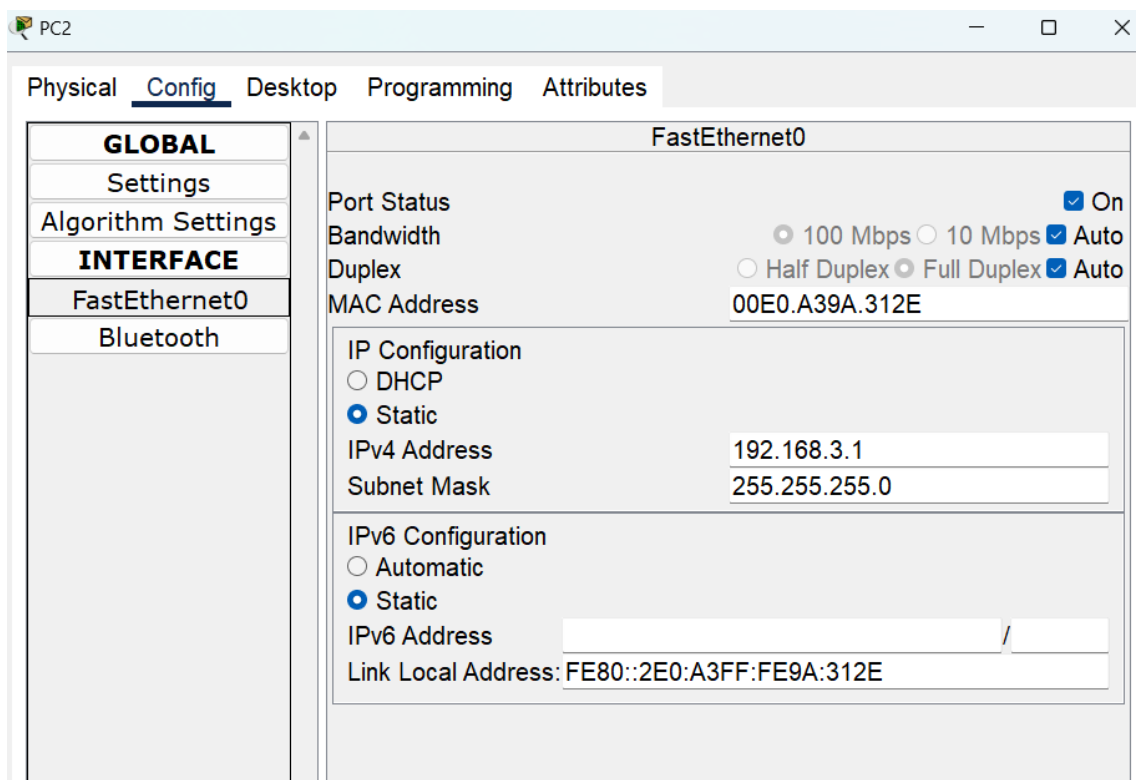 PC2
Physical Config Desktop Programming Attributes
GLOBAL
Settings
Algorithm Settings
INTERFACE
FastEthernet0
Bluetooth
FastEthernet0
Port Status On
Bandwidth 100 Mbps 10 Mbps Auto
Duplex Half Duplex Full Duplex Auto
MAC Address 00E0.A39A.312E
IP Configuration
DHCP
Static
IPv4 Address 192.168.3.1
Subnet Mask 255.255.255.0
IPv6 Configuration
Automatic
Static
IPv6 Address /
Link Local Address: FE80::2E0:A3FF:FE9A:312E